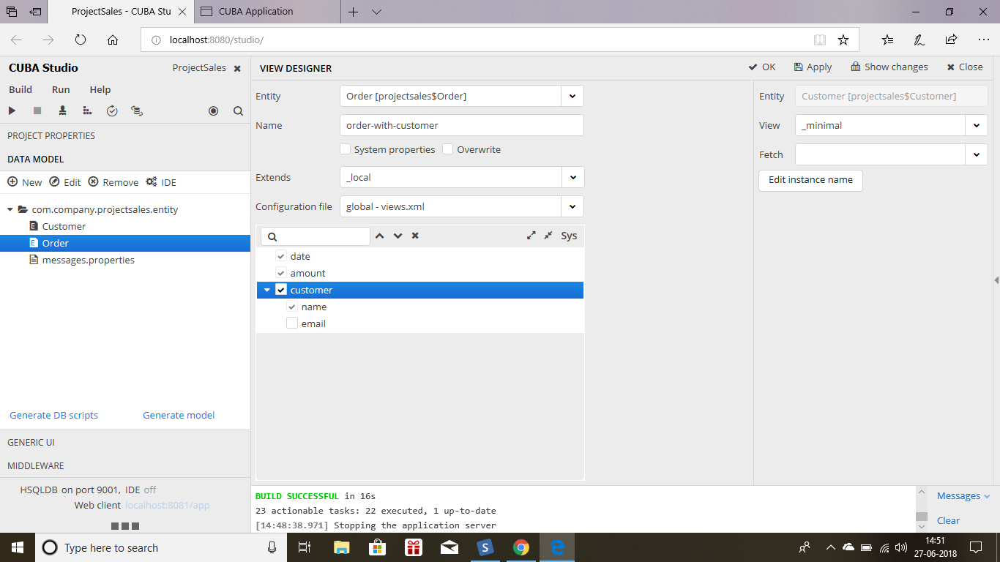 ProjectSales - CUBA Stu
CUBA Application
localhost:8080/studio/
CUBA Studio
ProjectSales
Build Run Help
PROJECT PROPERTIES
DATA MODEL
New Edit Remove IDE
com.company.projectsales.entity
Customer
Order
messages.properties
Generate DB scripts Generate model
GENERIC UI
MIDDLEWARE
HSQLDB on port 9001, IDE off
Web client localhost:8081/app
VIEW DESIGNER
OK Apply Show changes Close
Entity Order [projectsales$Order]
Name order-with-customer
System properties Overwrite
Extends _local
Configuration file global - views.xml
Sys
date
amount
customer
name
email
Entity Customer [projectsales$Customer]
View _minimal
Fetch
Edit instance name
BUILD SUCCESSFUL in 16s
23 actionable tasks: 22 executed, 1 up-to-date
[14:48:38.971] Stopping the application server
Messages
Clear
Type here to search
14:51
27-06-2018